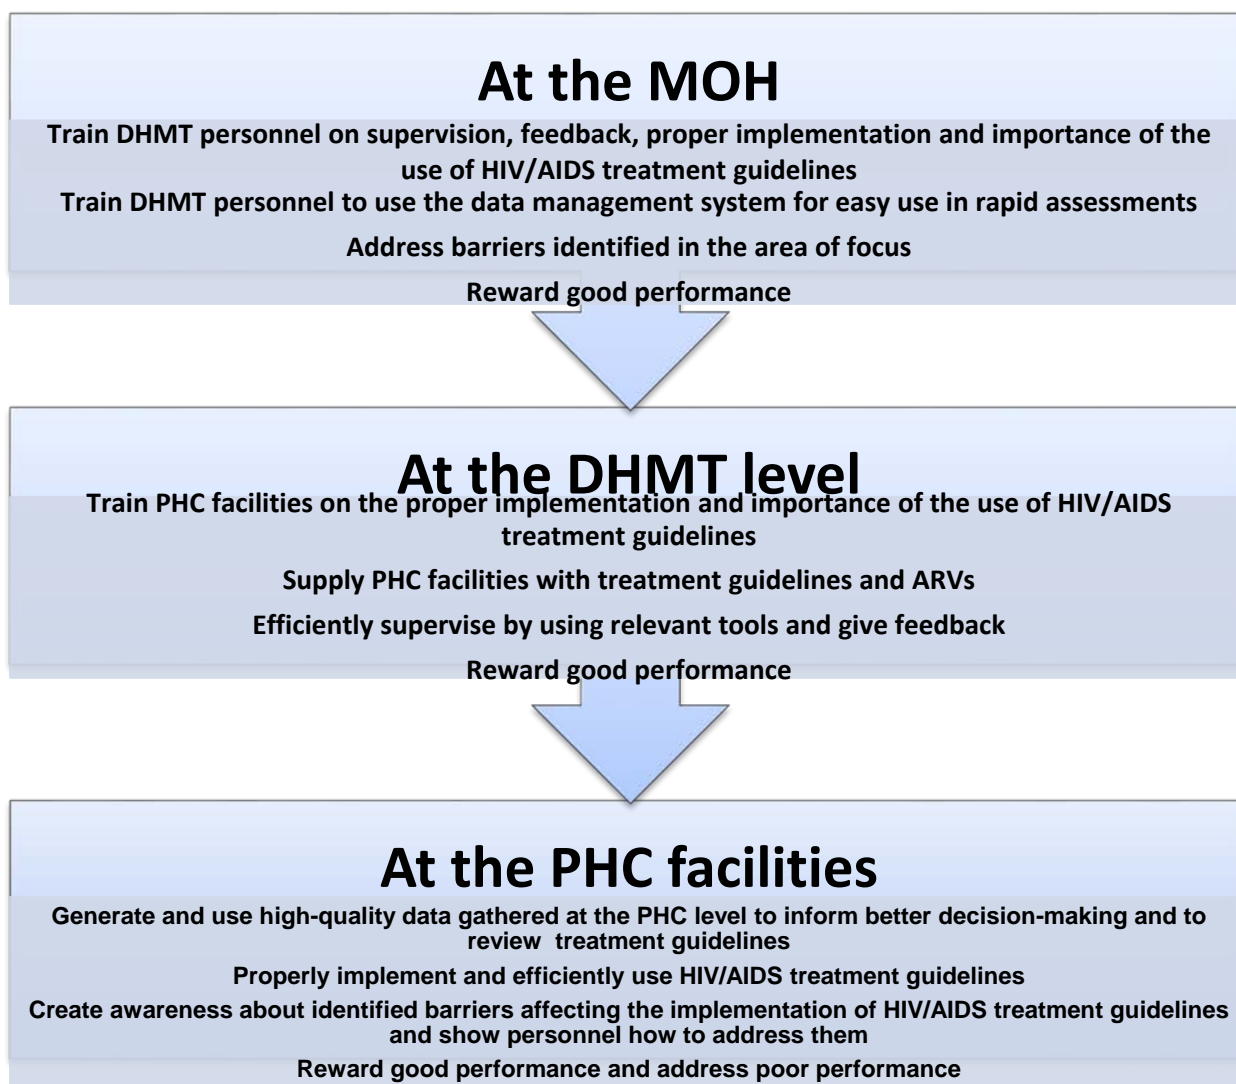 At the MOH
Train DHMT personnel on supervision, feedback, proper implementation and importance of the
use of HIV/AIDS treatment guidelines
Train DHMT personnel to use the data management system for easy use in rapid assessments
Address barriers identified in the area of focus
Reward good performance
At the DHMT level
Train PHC facilities on the proper implementation and importance of the use of HIV/AIDS
treatment guidelines
Supply PHC facilities with treatment guidelines and ARVs
Efficiently supervise by using relevant tools and give feedback
Reward good performance
At the PHC facilities
Generate and use high-quality data gathered at the PHC level to inform better decision-making and to
review treatment guidelines
Properly implement and efficiently use HIV/AIDS treatment guidelines
Create awareness about identified barriers affecting the implementation of HIV/AIDS treatment guidelines
and show personnel how to address them
Reward good performance and address poor performance